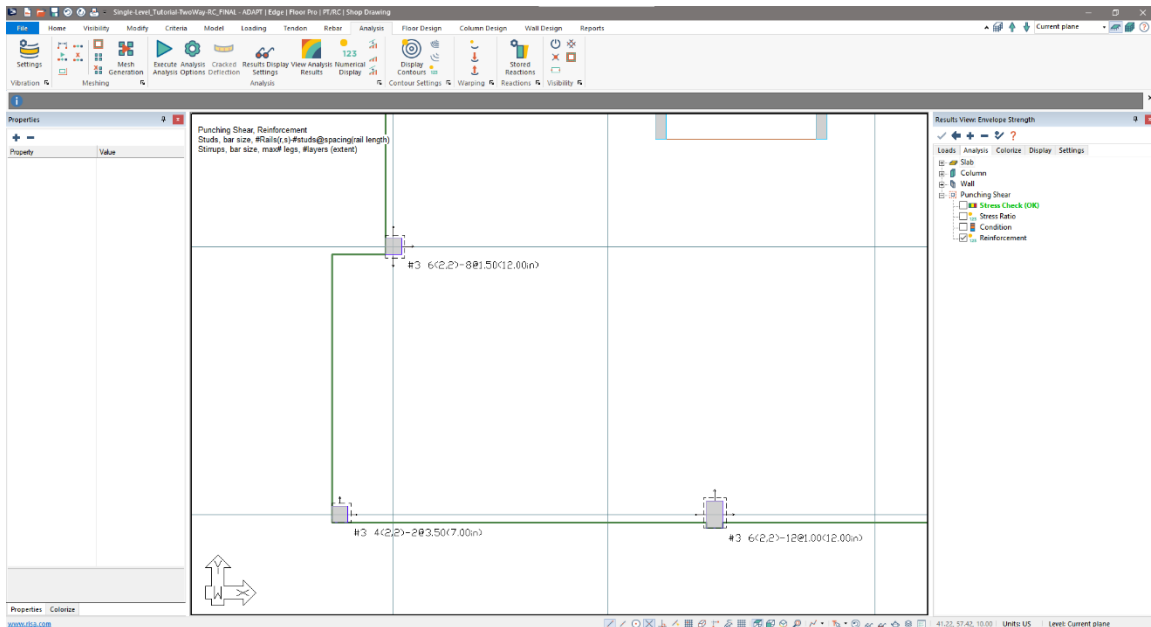 Single-Level_Tutorial-TwoWay-RC_FINAL - ADAPT | Edge | Floor Pro | PT/RC | Shop Drawing
File Home Visibility Modify Criteria Model Loading Tendon Rebar Analysis Floor Design Column Design Wall Design Reports
Current plane
Settings
Mesh Generation
Execute Analysis
Analysis Options
Cracked Deflection
Results Display Settings
View Analysis Results
123
Numerical Display
Display Contours
Stored Reactions
Vibration Meshing Analysis Contour Settings Warping Reactions Visibility
Properties
Property Value
Punching Shear, Reinforcement
Studs, bar size, #Rails(r,s)-#studs@spacing(rail length)
Stirrups, bar size, max# legs, #layers (extent)
#3 6(2,2)-8@1.50(12.00in)
#3 4(2,2)-2@3.50(7.00in)
#3 6(2,2)-12@1.00(12.00in)
Y
W X
Results View: Envelope Strength
Loads Analysis Colorize Display Settings
Slab
Column
Wall
Punching Shear
Stress Check (OK)
Stress Ratio
Condition
Reinforcement
Properties Colorize
www.risa.com
41.22, 57.42, 10.00 Units: US Level: Current plane